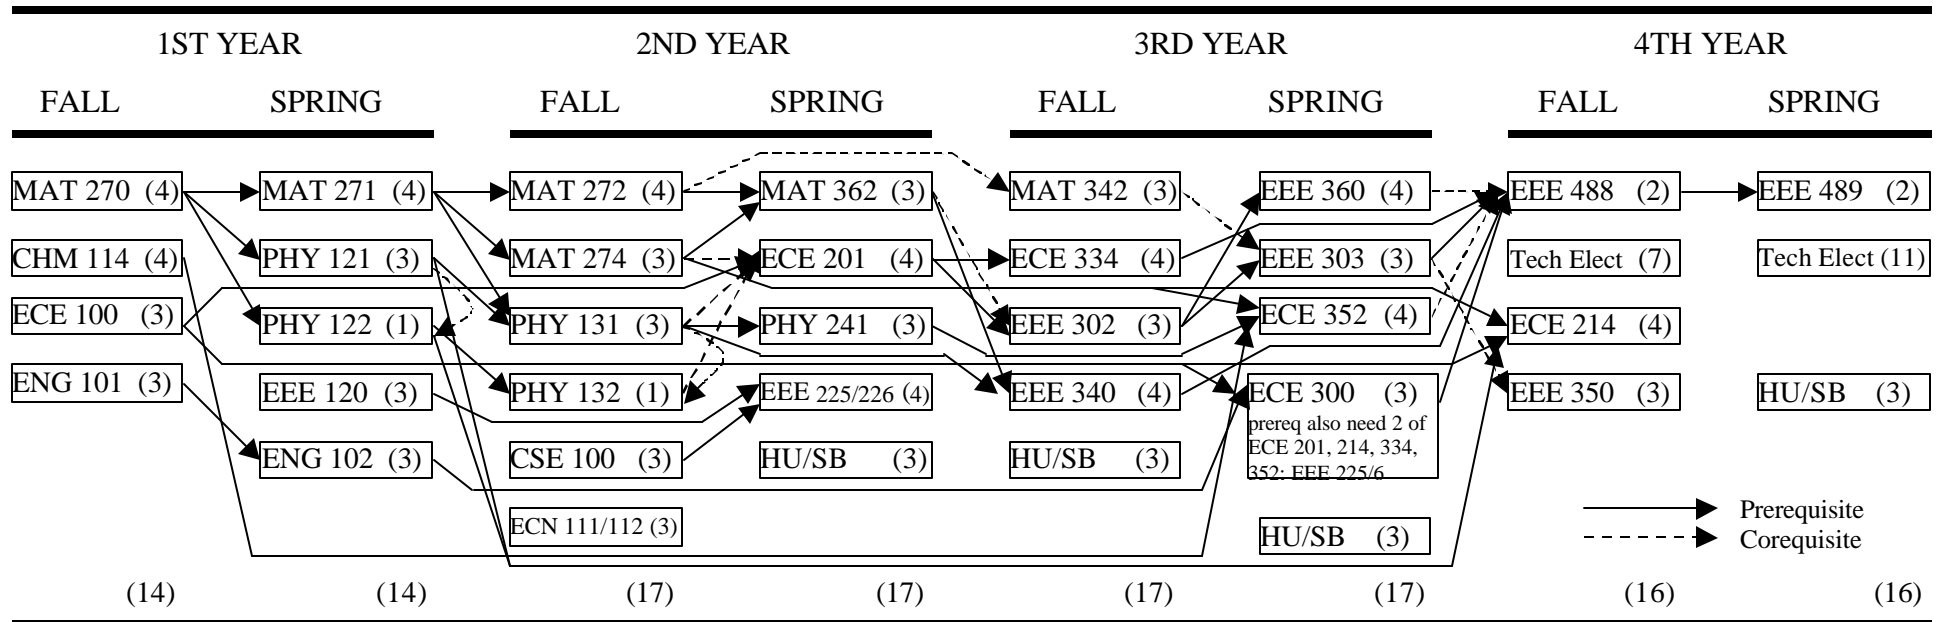 1ST YEAR 2ND YEAR 3RD YEAR 4TH YEAR
FALL SPRING FALL SPRING FALL SPRING FALL SPRING
MAT 270 (4) MAT 271 (4) MAT 272 (4) MAT 362 (3) MAT 342 (3) EEE 360 (4) EEE 488 (2) EEE 489 (2)
CHM 114 (4) PHY 121 (3) MAT 274 (3) ECE 201 (4) ECE 334 (4) EEE 303 (3) Tech Elect (7) Tech Elect (11)
ECE 100 (3) PHY 122 (1) PHY 131 (3) PHY 241 (3) EEE 302 (3) ECE 352 (4) ECE 214 (4)
ENG 101 (3) EEE 120 (3) PHY 132 (1) EEE 225/226 (4) EEE 340 (4) ECE 300 (3) EEE 350 (3) HU/SB (3)
prereq also need 2 of
ECE 201, 214, 334,
352: EEE 225/6
ENG 102 (3) CSE 100 (3) HU/SB (3) HU/SB (3)
ECN 111/112 (3) HU/SB (3)
Prerequisite
Corequisite
(14) (14) (17) (17) (17) (17) (16) (16)